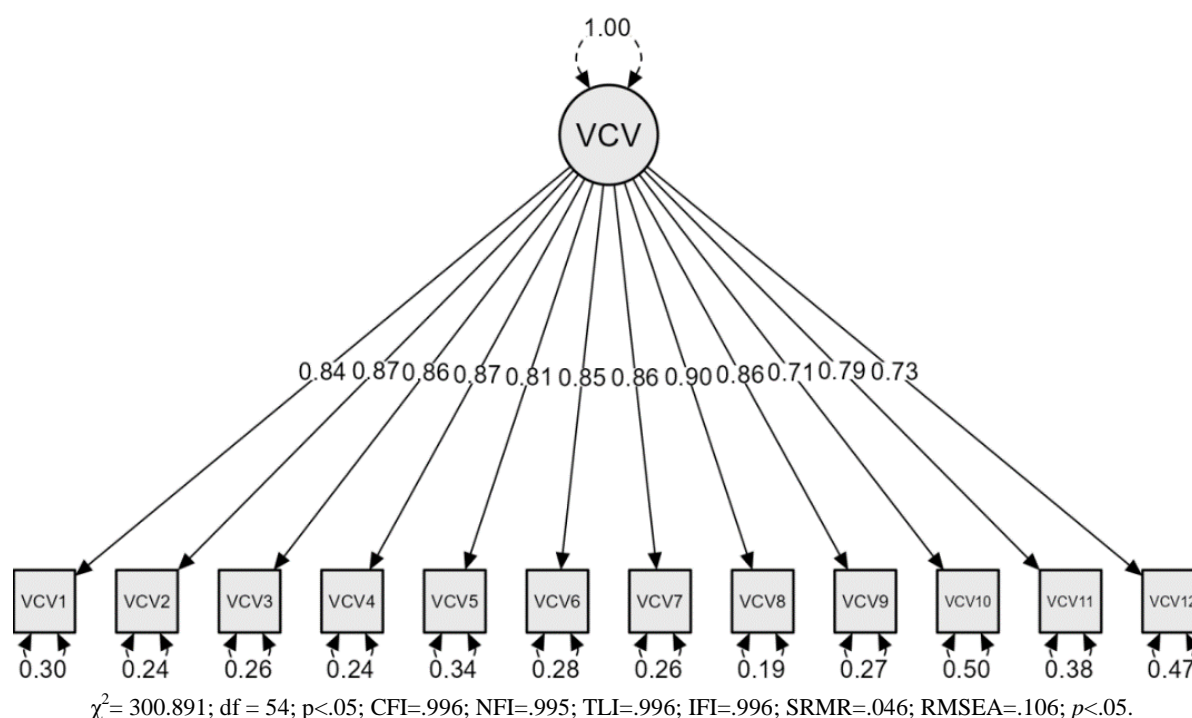 1.00
VCV
0.84 0.87 0.86 0.87 0.81 0.85 0.86 0.90 0.86 0.71 0.79 0.73
VCV1 VCV2 VCV3 VCV4 VCV5 VCV6 VCV7 VCV8 VCV9 VCV10 VCV11 VCV12
0.30 0.24 0.26 0.24 0.34 0.28 0.26 0.19 0.27 0.50 0.38 0.47
χ²= 300.891; df = 54; p<.05; CFI=.996; NFI=.995; TLI=.996; IFI=.996; SRMR=.046; RMSEA=.106; p<.05.